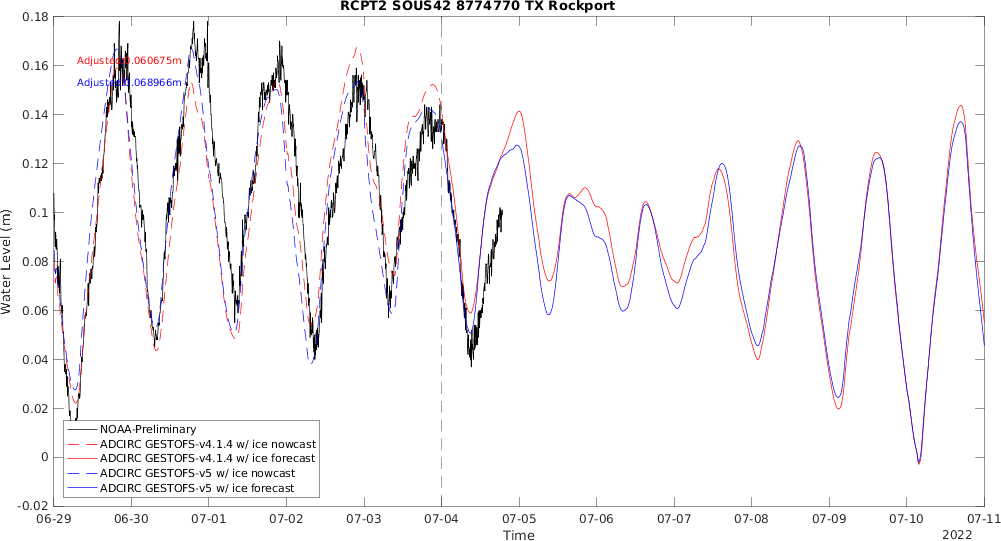 RCPT2 SOUS42 8774770 TX Rockport
0.18
0.16
0.14
0.12
0.1
0.08
0.06
0.04
0.02
0
-0.02
Water Level (m)
Adjusted 0.060675m
Adjusted 0.068966m
NOAA-Preliminary
ADCIRC GESTOFS-v4.1.4 w/ ice nowcast
ADCIRC GESTOFS-v4.1.4 w/ ice forecast
ADCIRC GESTOFS-v5 w/ ice nowcast
ADCIRC GESTOFS-v5 w/ ice forecast
06-29 06-30 07-01 07-02 07-03 07-04 07-05 07-06 07-07 07-08 07-09 07-10 07-11
Time
2022